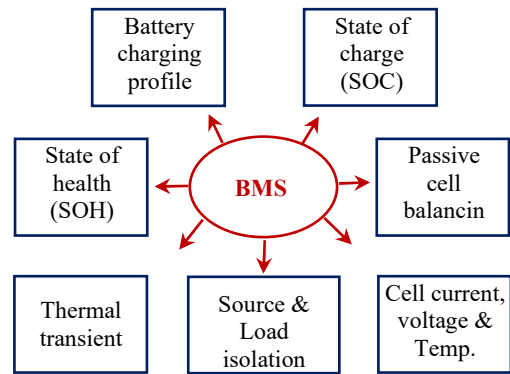 Battery
charging
profile
State of
charge
(SOC)
State of
health
(SOH)
BMS
Passive
cell
balancin
Thermal
transient
Source &
Load
isolation
Cell current,
voltage &
Temp.